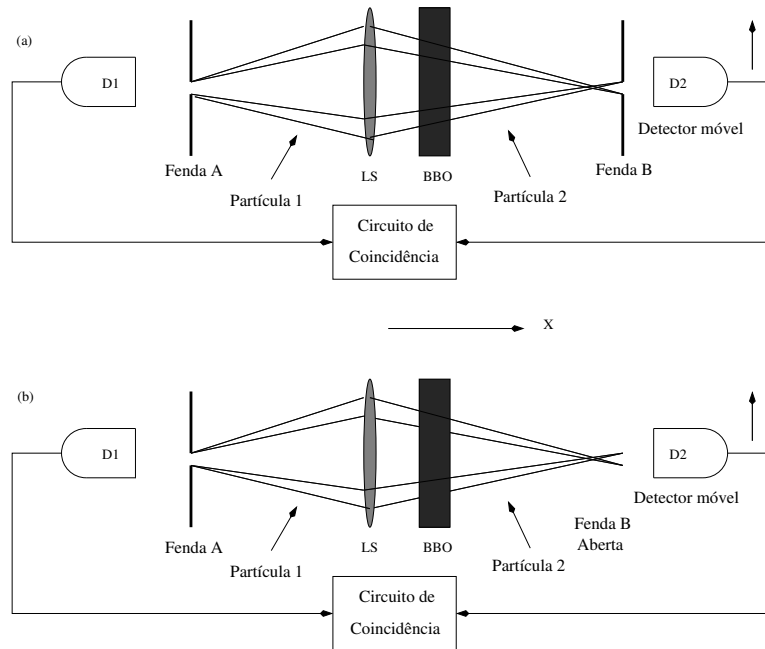 (a)
D1
D2
Detector móvel
Fenda A
LS
BBO
Fenda B
Partícula 1
Partícula 2
Circuito de
Coincidência
X
(b)
D1
D2
Detector móvel
Fenda A
LS
BBO
Fenda B
Aberta
Partícula 1
Partícula 2
Circuito de
Coincidência